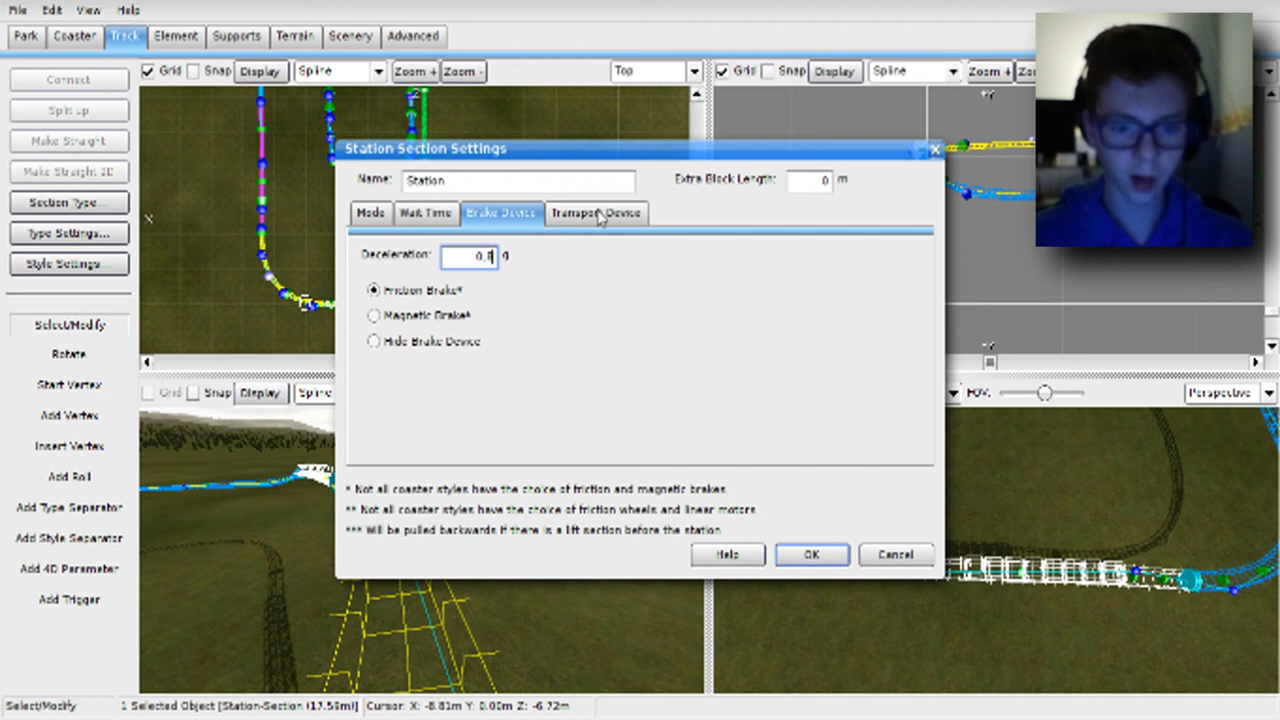 File Edit View Help
Park Coaster Track Element Supports Terrain Scenery Advanced
Connect
Split up
Make Straight
Make Straight 2D
Section Type...
Type Settings...
Style Settings...
Select/Modify
Rotate
Start Vertex
Add Vertex
Insert Vertex
Add Roll
Add Type Separator
Add Style Separator
Add 4D Parameter
Add Trigger
Grid Snap Display Spline Zoom + Zoom - Top
Grid Snap Display Spline Zoom +
Station Section Settings
Name: Station Extra Block Length: 0 m
Mode Wait Time Brake Device Transport Device
Deceleration: g
Friction Brake*
Magnetic Brake*
Hide Brake Device
* Not all coaster styles have the choice of friction and magnetic brakes
** Not all coaster styles have the choice of friction wheels and linear motors
*** Will be pulled backwards if there is a lift section before the station
Help OK Cancel
Grid Snap Display Spline
FOV: Perspective
Select/Modify 1 Selected Object [Station-Section (17.59m)] Cursor: X: -8.81m Y: 0.00m Z: -6.72m